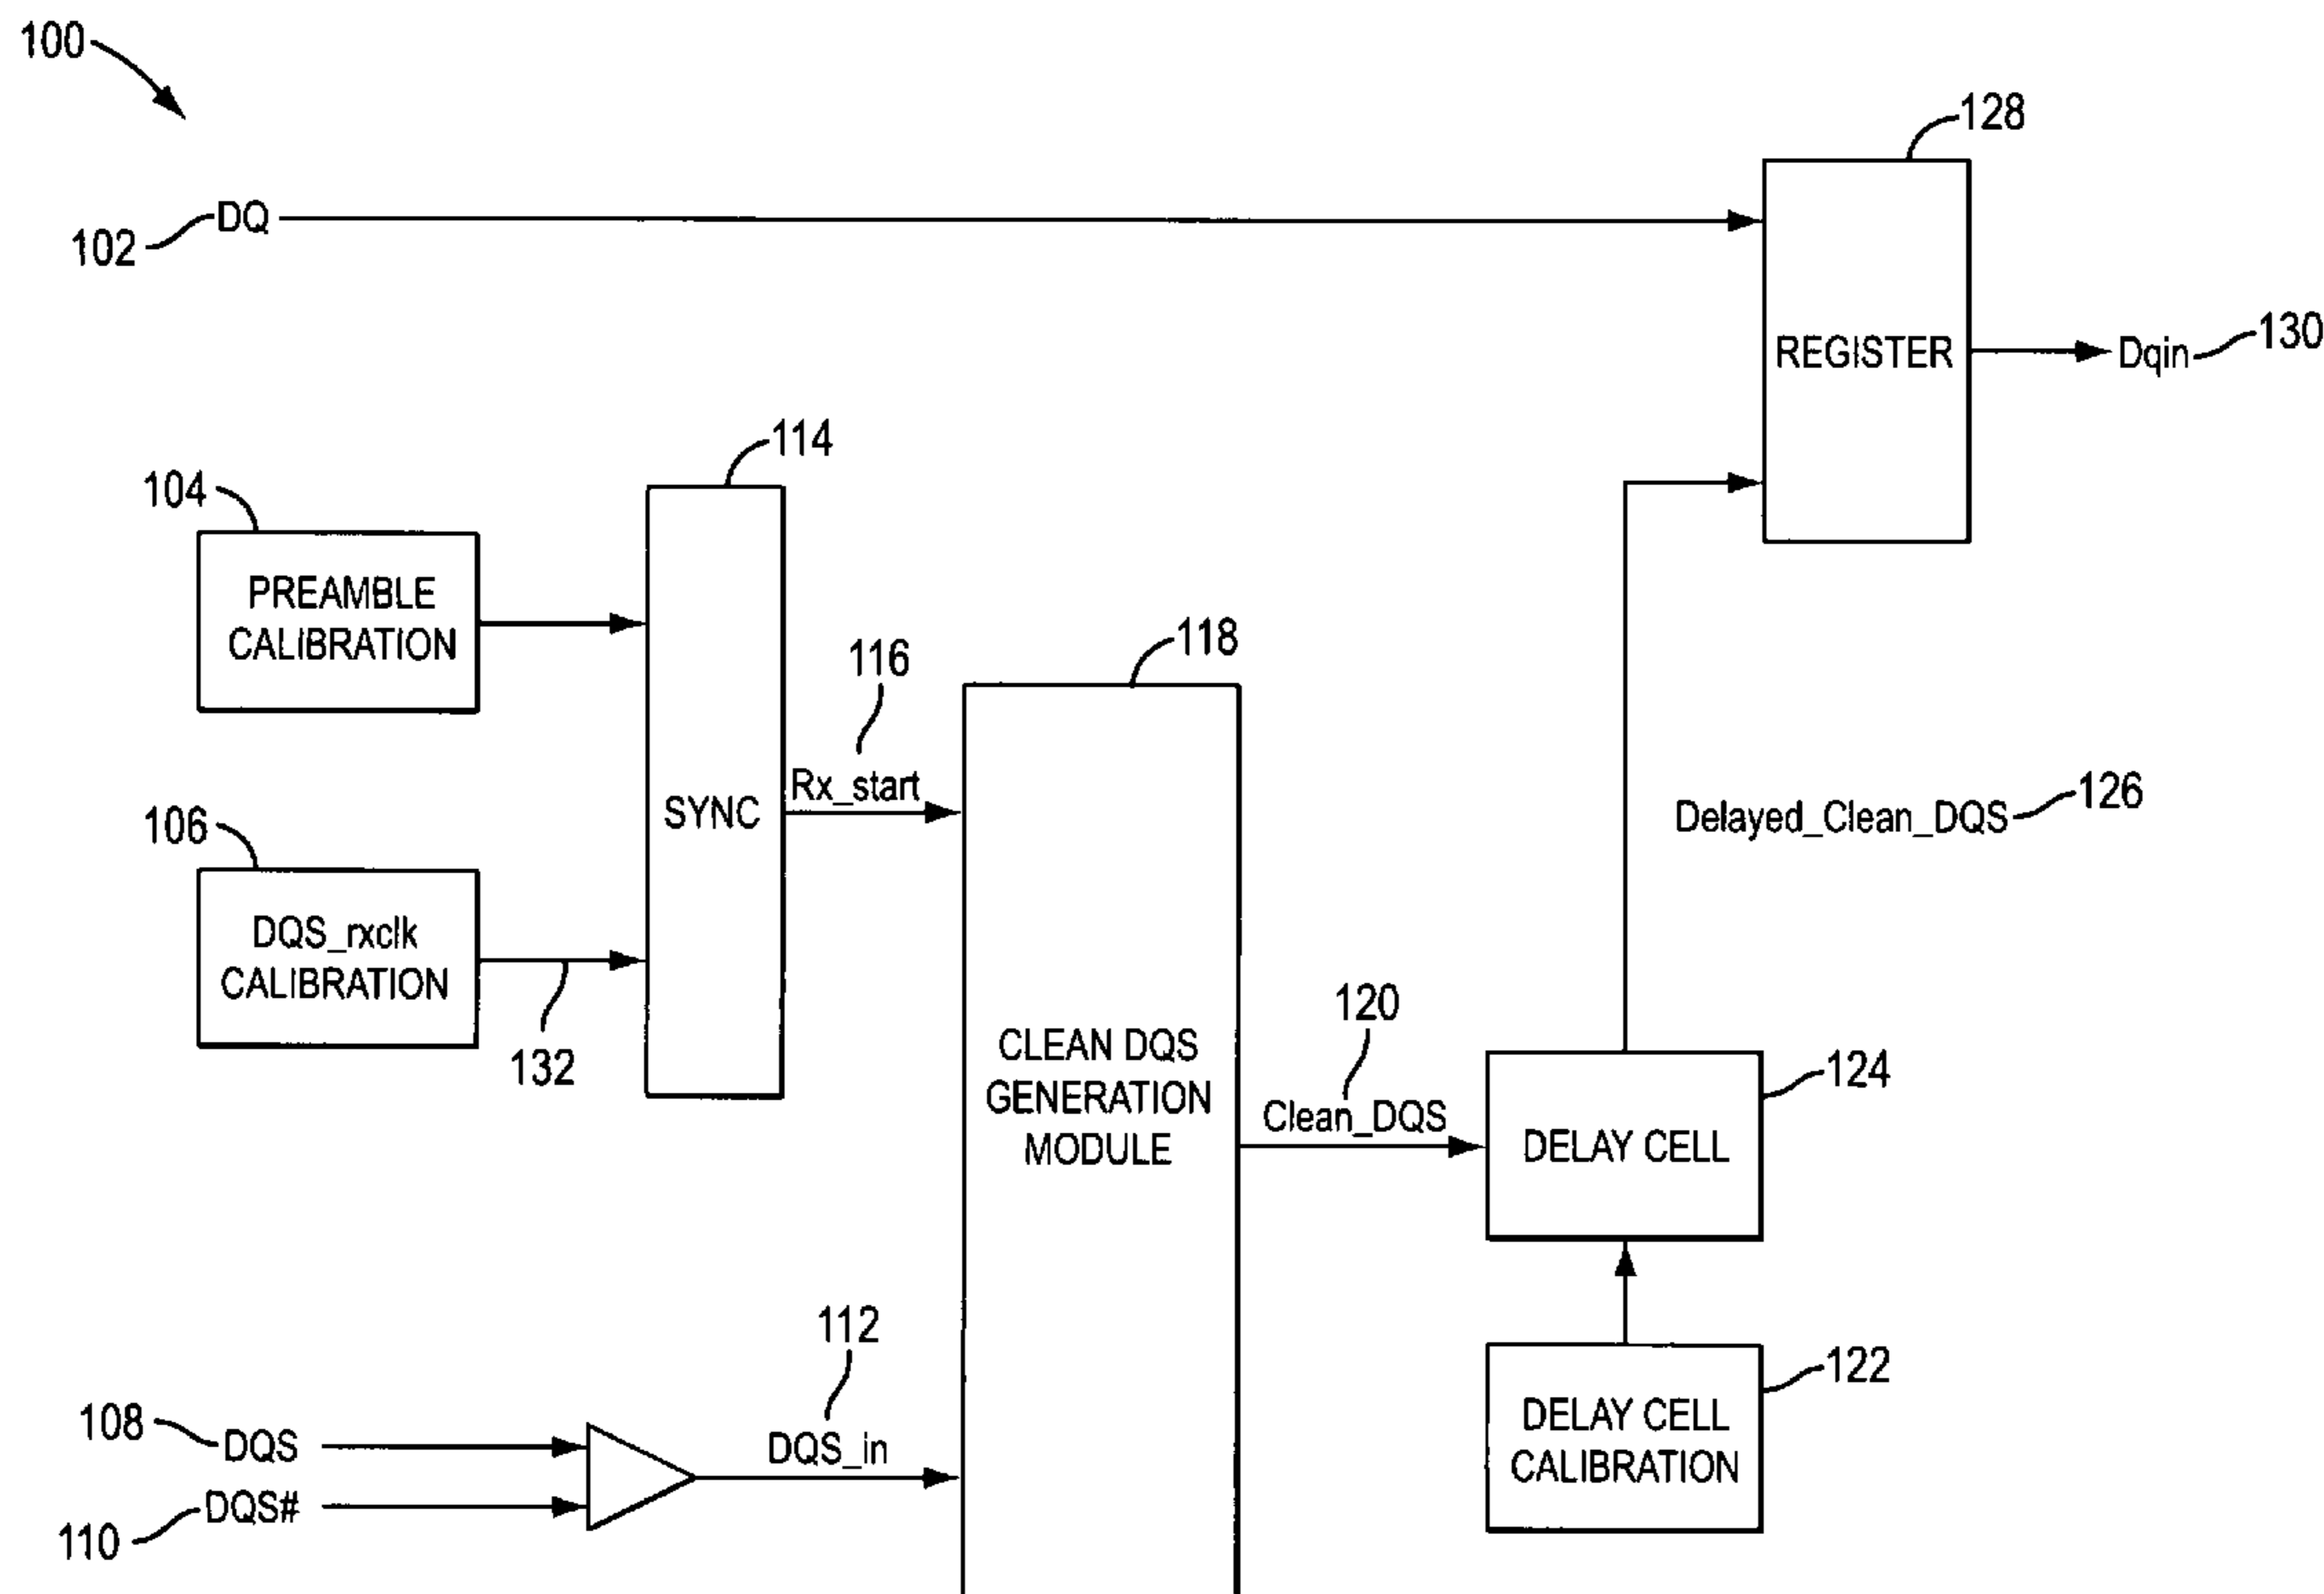 100
128
DQ
102
REGISTER
Dqin
130
114
104
PREAMBLE
CALIBRATION
118
116
Rx_start
SYNC
106
Delayed_Clean_DQS
126
DQS_rxclk
CALIBRATION
132
120
CLEAN DQS
GENERATION
MODULE
Clean_DQS
124
DELAY CELL
112
122
108
DQS
DQS_in
DELAY CELL
CALIBRATION
DQS#
110